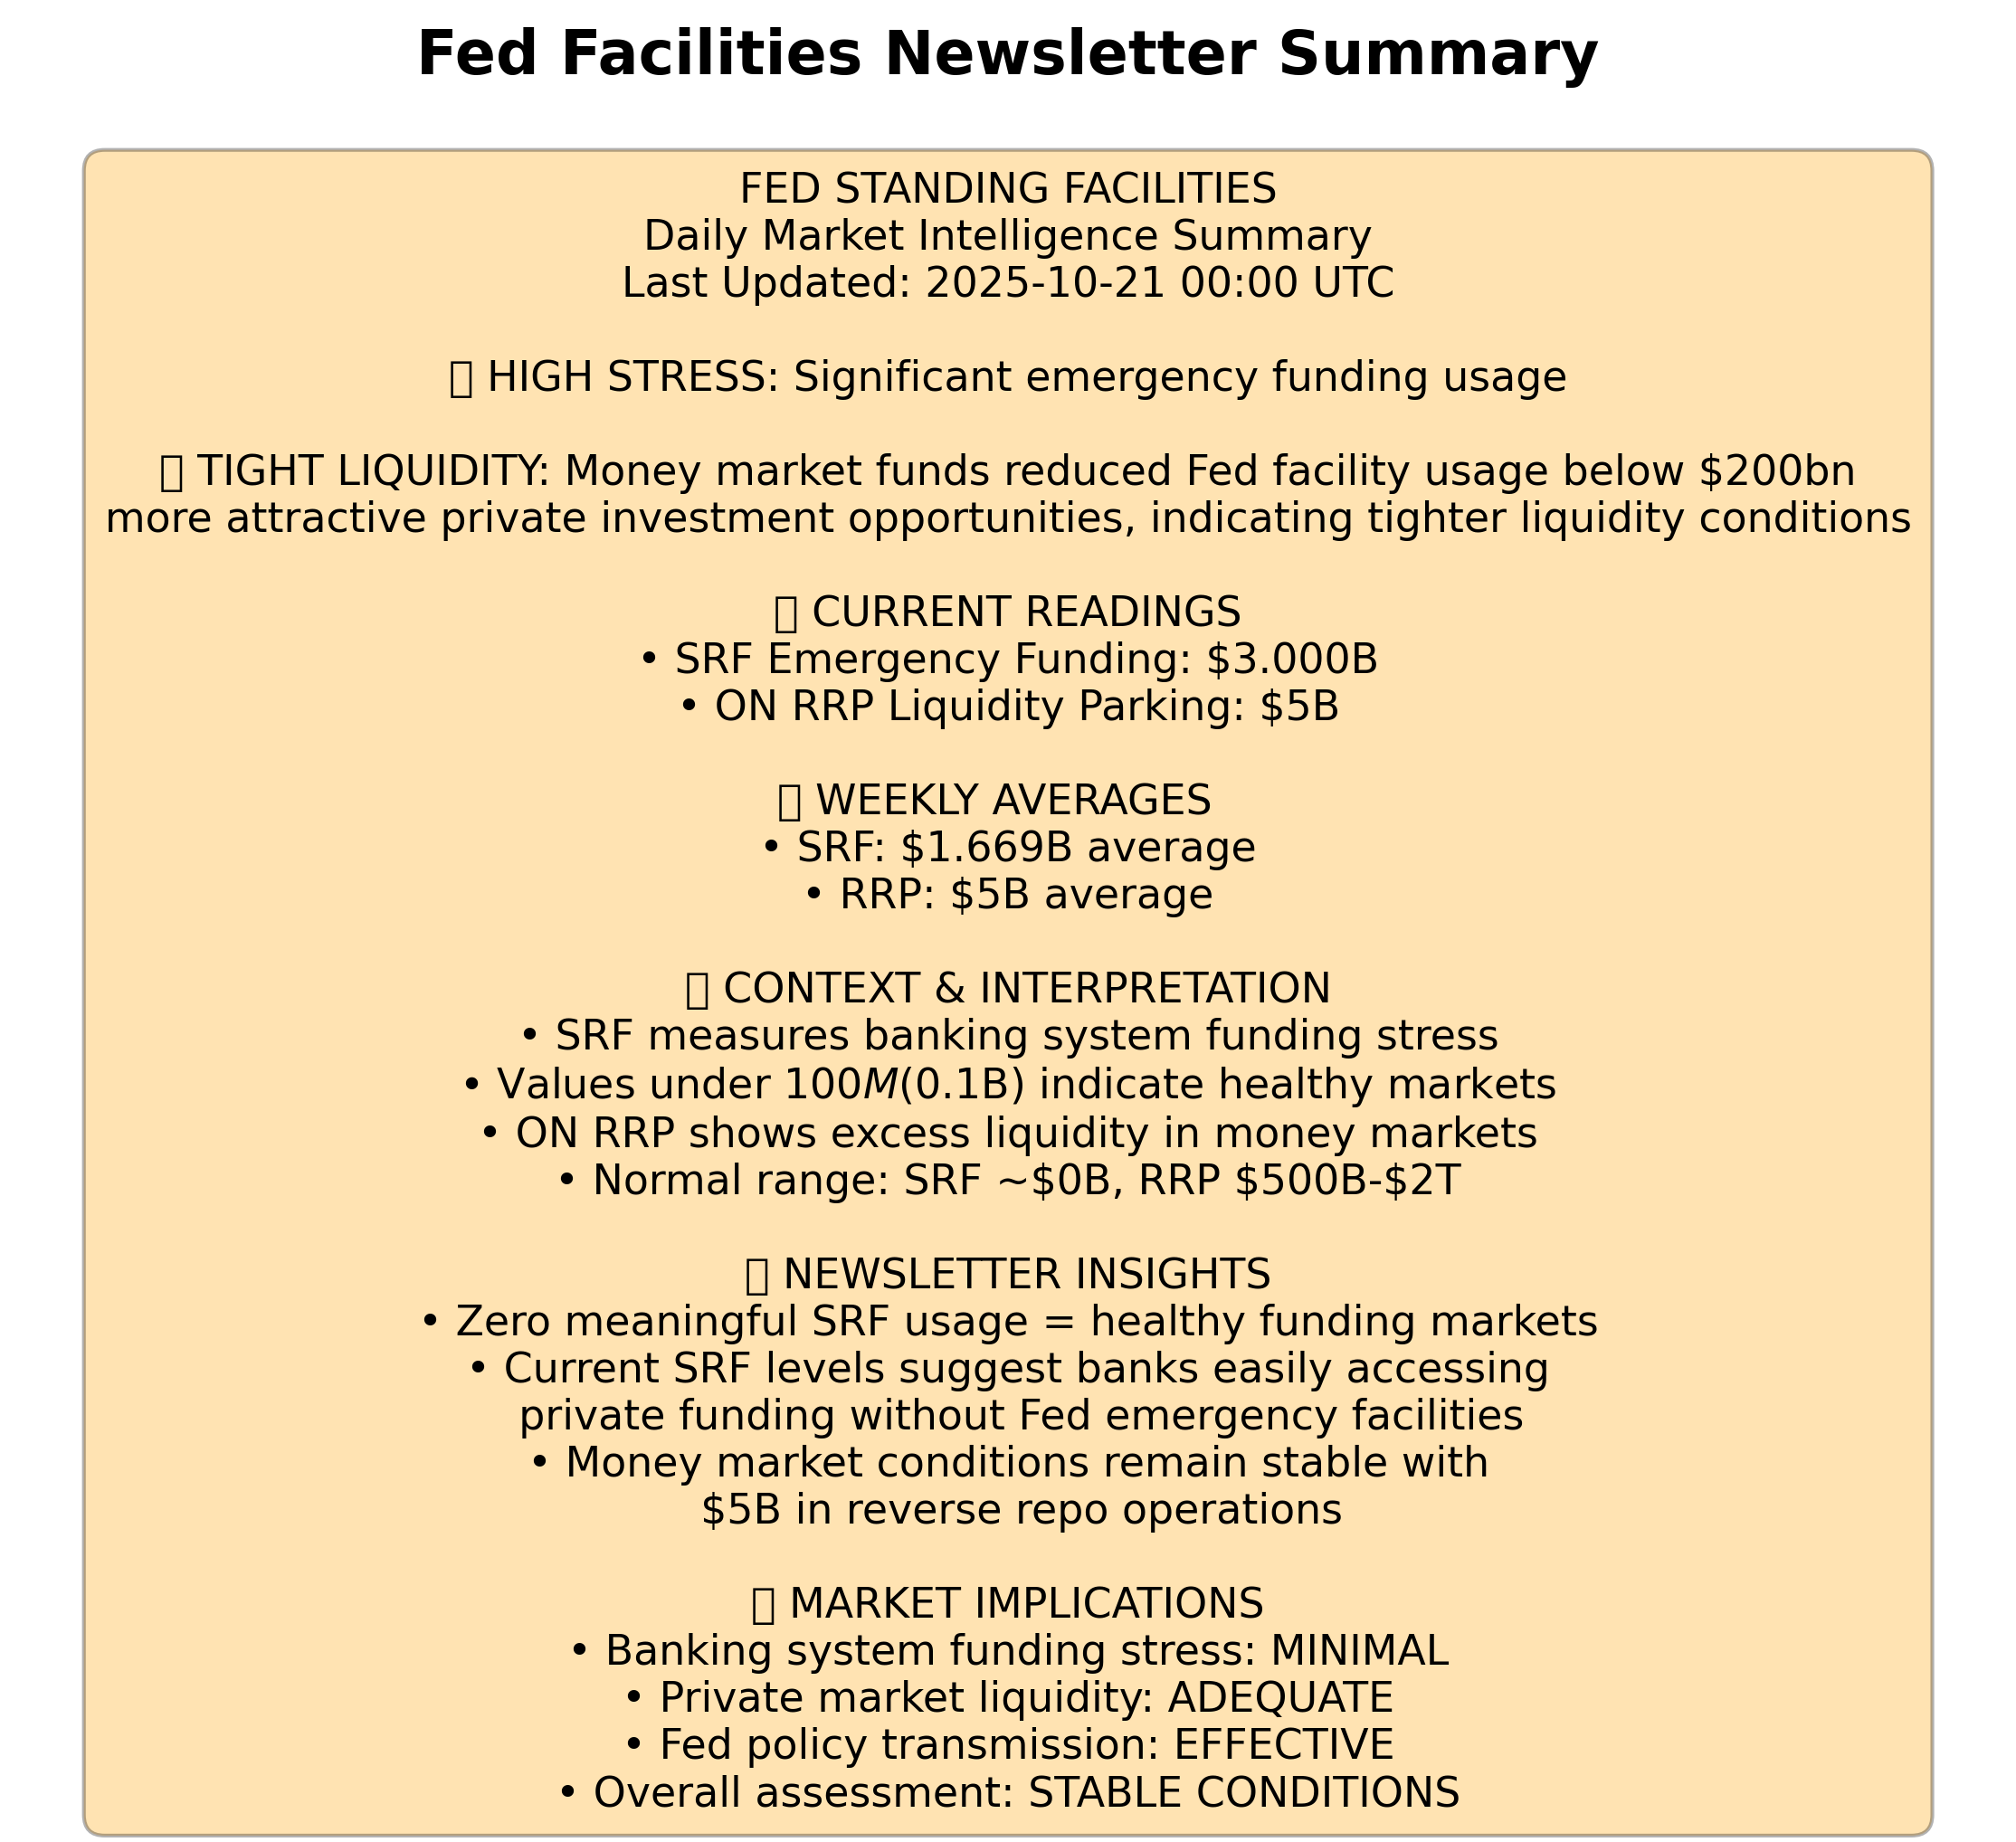 Fed Facilities Newsletter Summary
FED STANDING FACILITIES
Daily Market Intelligence Summary
Last Updated: 2025-10-21 00:00 UTC
▯ HIGH STRESS: Significant emergency funding usage
▯ TIGHT LIQUIDITY: Money market funds reduced Fed facility usage below $200bn
more attractive private investment opportunities, indicating tighter liquidity conditions
▯ CURRENT READINGS
• SRF Emergency Funding: $3.000B
• ON RRP Liquidity Parking: $5B
▯ WEEKLY AVERAGES
• SRF: $1.669B average
• RRP: $5B average
▯ CONTEXT & INTERPRETATION
• SRF measures banking system funding stress
• Values under 100M(0.1B) indicate healthy markets
• ON RRP shows excess liquidity in money markets
• Normal range: SRF ~$0B, RRP $500B-$2T
▯ NEWSLETTER INSIGHTS
• Zero meaningful SRF usage = healthy funding markets
• Current SRF levels suggest banks easily accessing
private funding without Fed emergency facilities
• Money market conditions remain stable with
$5B in reverse repo operations
▯ MARKET IMPLICATIONS
• Banking system funding stress: MINIMAL
• Private market liquidity: ADEQUATE
• Fed policy transmission: EFFECTIVE
• Overall assessment: STABLE CONDITIONS